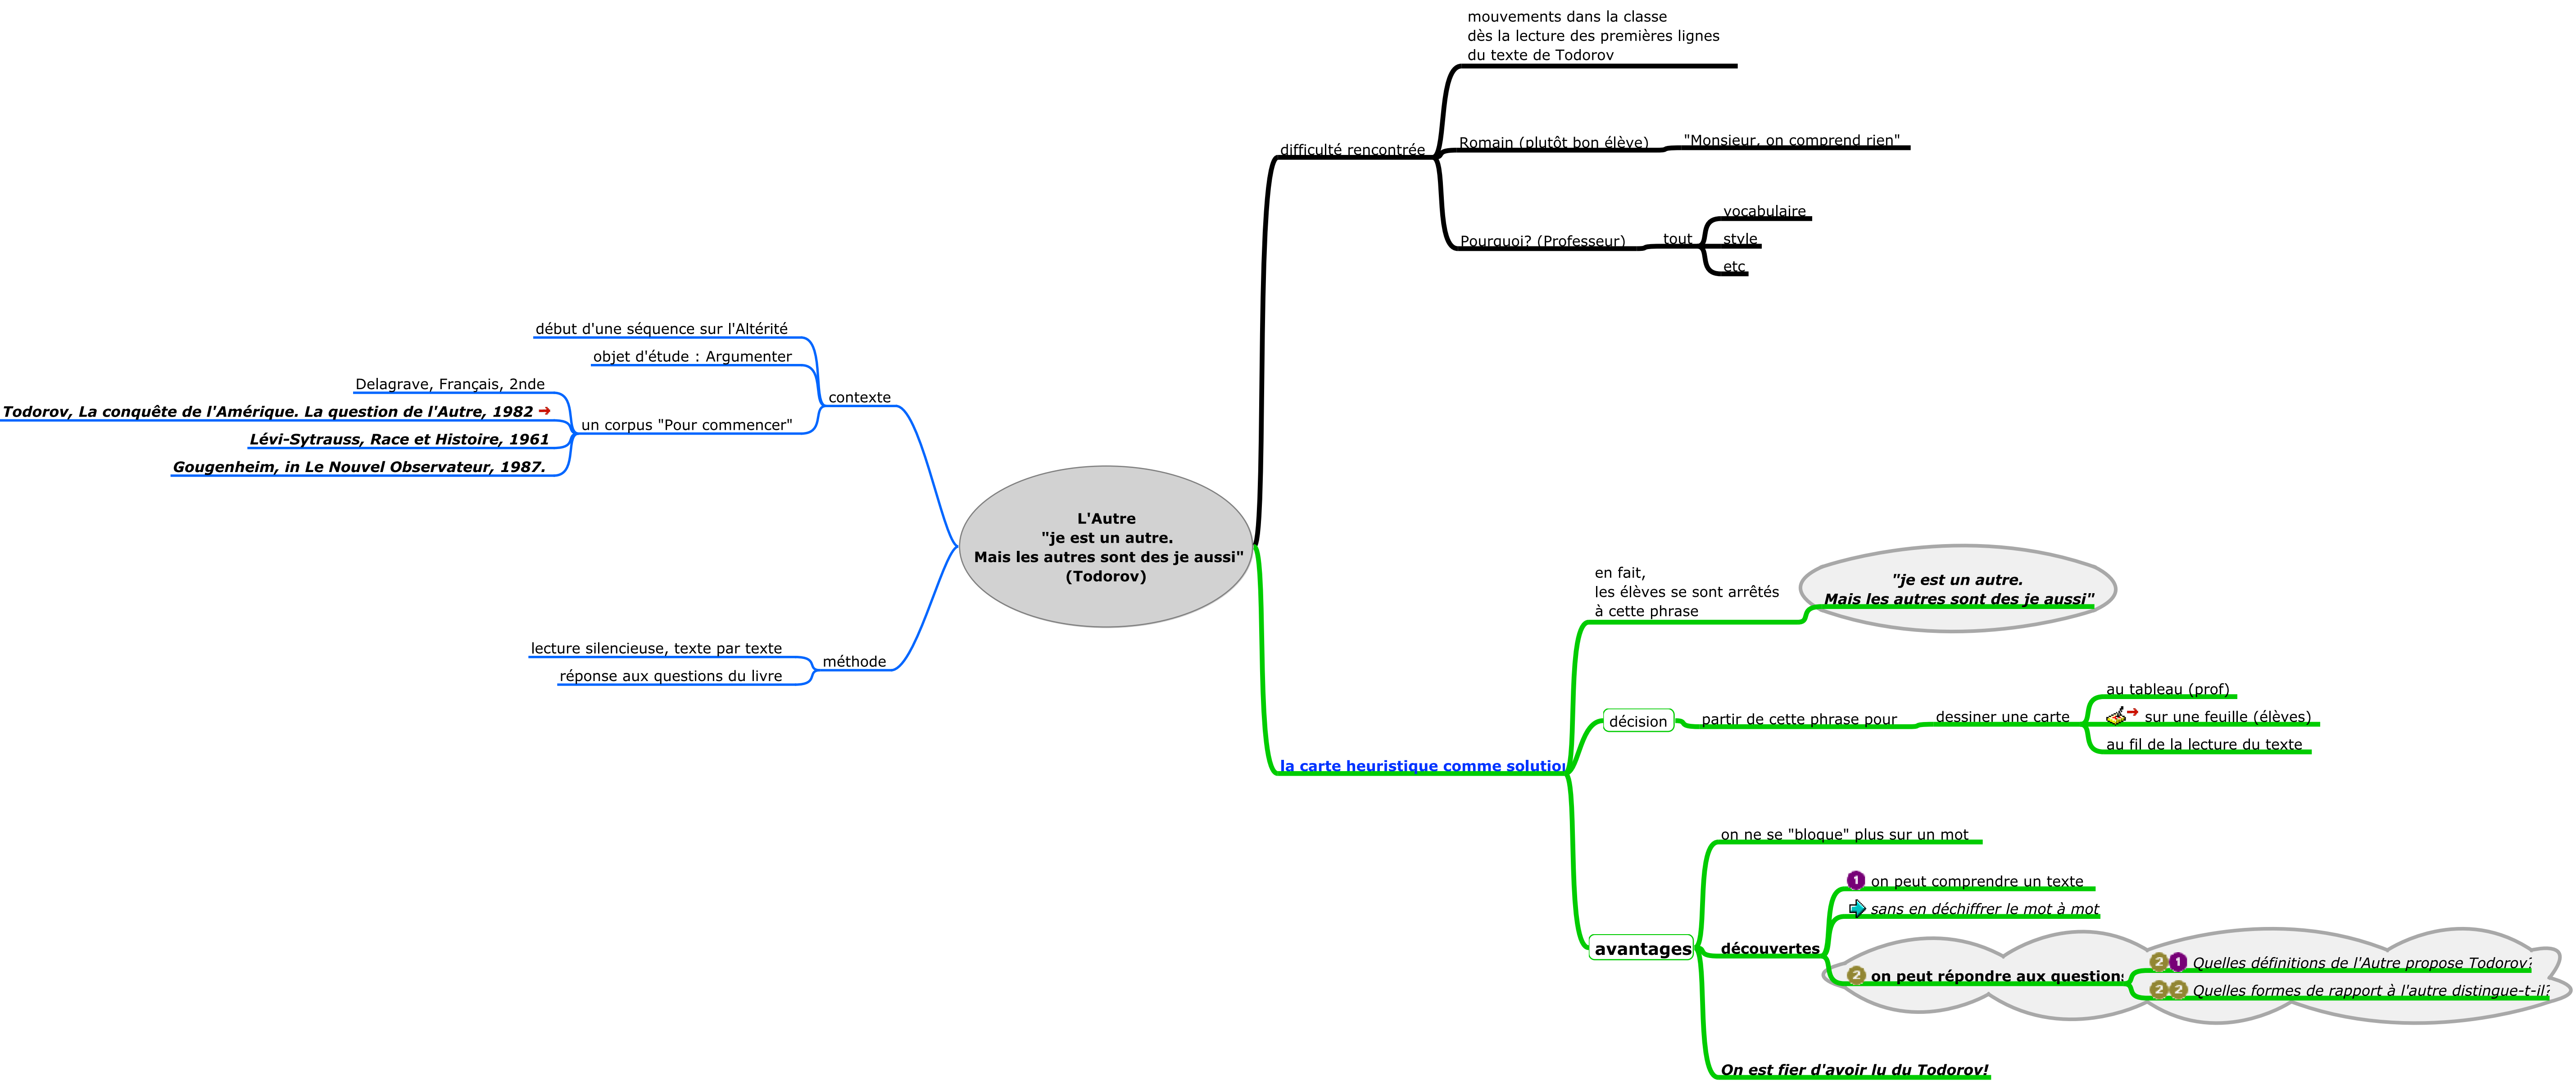 L'Autre
"je est un autre.
Mais les autres sont des je aussi"
(Todorov)
contexte
début d'une séquence sur l'Altérité
objet d'étude : Argumenter
un corpus "Pour commencer"
Delagrave, Français, 2nde
Todorov, La conquête de l'Amérique. La question de l'Autre, 1982
Lévi-Sytrauss, Race et Histoire, 1961
Gougenheim, in Le Nouvel Observateur, 1987.
méthode
lecture silencieuse, texte par texte
réponse aux questions du livre
difficulté rencontrée
mouvements dans la classe
dès la lecture des premières lignes
du texte de Todorov
Romain (plutôt bon élève)
"Monsieur, on comprend rien"
Pourquoi? (Professeur)
tout
vocabulaire
style
etc
la carte heuristique comme solution
en fait,
les élèves se sont arrêtés
à cette phrase
"je est un autre.
Mais les autres sont des je aussi"
décision
partir de cette phrase pour
dessiner une carte
au tableau (prof)
sur une feuille (élèves)
au fil de la lecture du texte
avantages
on ne se "bloque" plus sur un mot
découvertes
1 on peut comprendre un texte
sans en déchiffrer le mot à mot
2 on peut répondre aux questions
2 1 Quelles définitions de l'Autre propose Todorov?
2 2 Quelles formes de rapport à l'autre distingue-t-il?
On est fier d'avoir lu du Todorov!